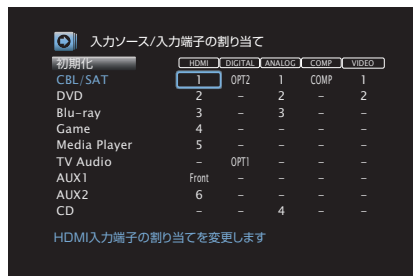 入力ソース/入力端子の割り当て
初期化 HDMI DIGITAL ANALOG COMP VIDEO
CBL/SAT 1 OPT2 1 COMP 1
DVD 2 - 2 - 2
Blu-ray 3 - 3 - -
Game 4 - - - -
Media Player 5 - - - -
TV Audio - OPT1 - - -
AUX1 Front - - - -
AUX2 6 - - - -
CD - - 4 - -
HDMI入力端子の割り当てを変更します